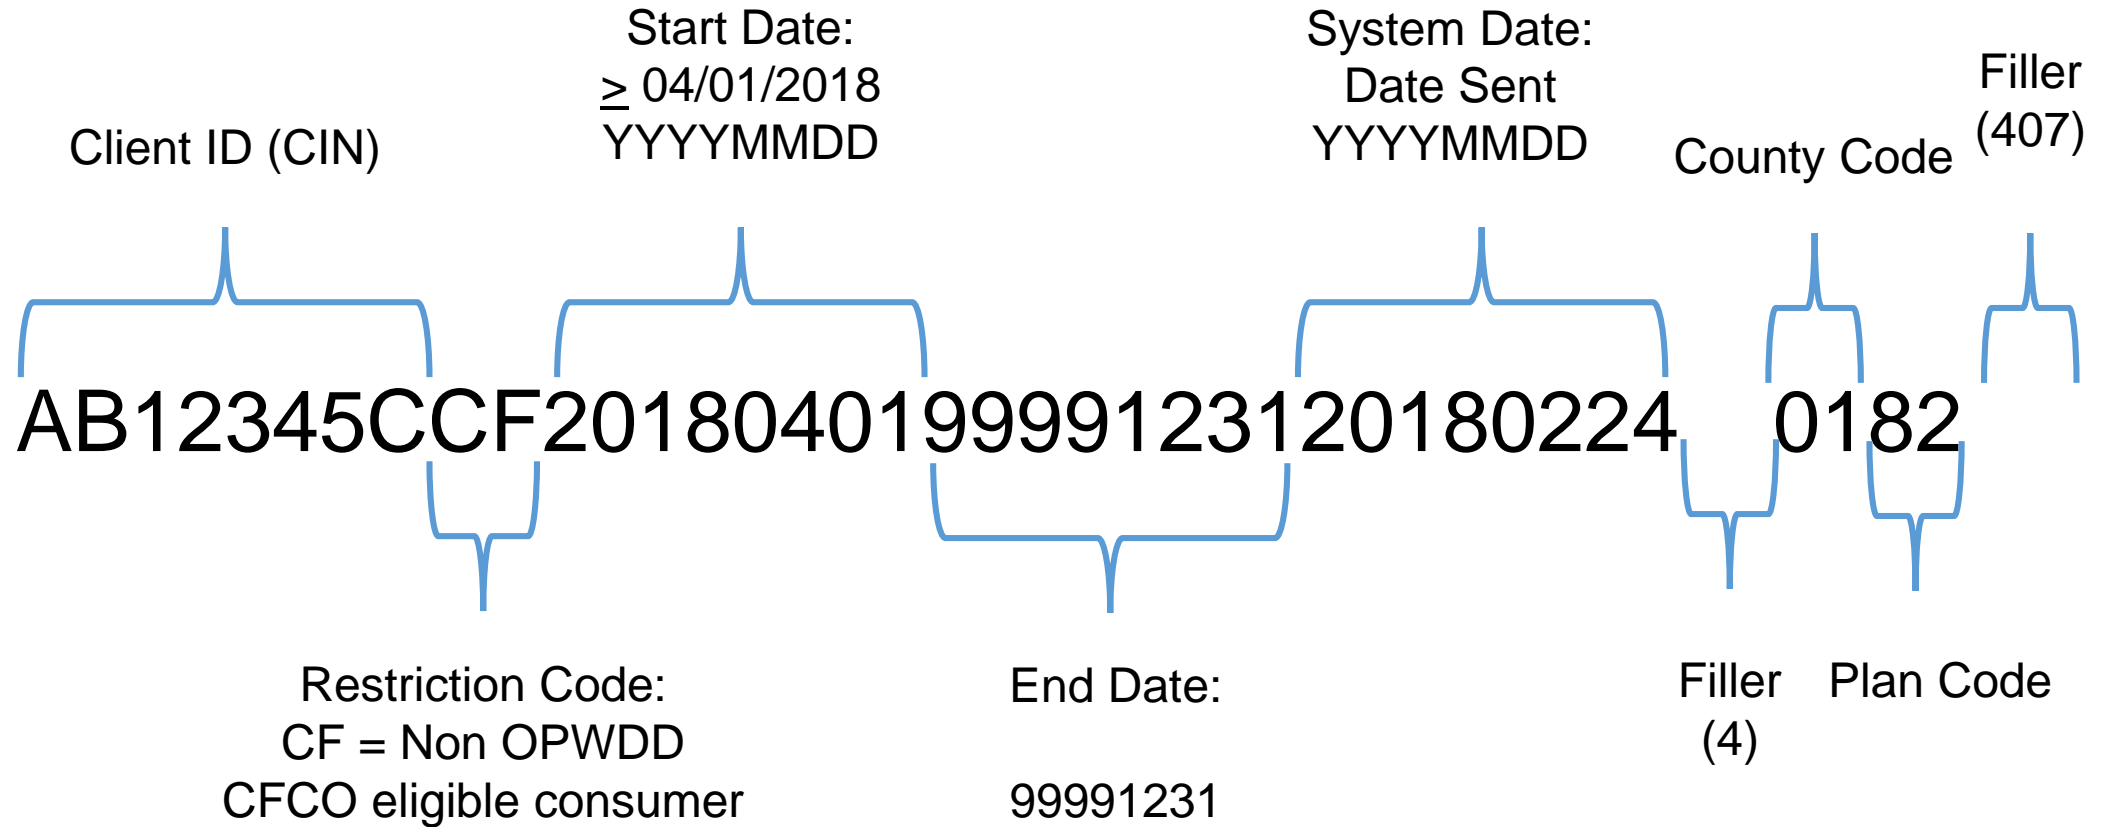 Start Date:
≥ 04/01/2018
YYYYMMDD
System Date:
Date Sent
YYYYMMDD
Filler
(407)
Client ID (CIN)
County Code
AB12345CCF201804019999123120180224 0182
Restriction Code:
CF = Non OPWDD
CFCO eligible consumer
End Date:
99991231
Filler
(4)
Plan Code